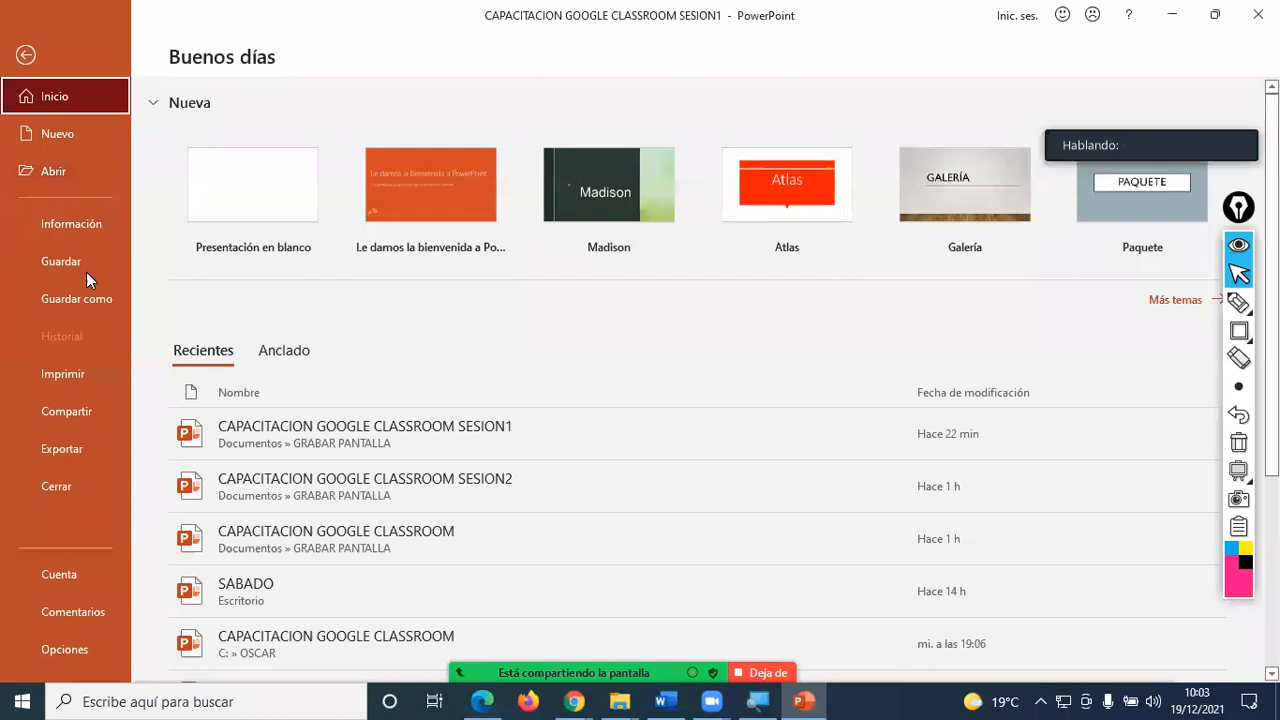 CAPACITACION GOOGLE CLASSROOM SESION1 - PowerPoint
Inic. ses.
?
Buenos días
Inicio
Nuevo
Abrir
Información
Guardar
Guardar como
Historial
Imprimir
Compartir
Exportar
Cerrar
Cuenta
Comentarios
Opciones
Nueva
Le damos la bienvenida a PowerPoint
Madison
Atlas
GALERÍA
PAQUETE
Presentación en blanco
Le damos la bienvenida a Po...
Madison
Atlas
Galería
Paquete
Hablando:
Más temas
Recientes
Anclado
Nombre
Fecha de modificación
CAPACITACION GOOGLE CLASSROOM SESION1
Documentos » GRABAR PANTALLA
Hace 22 min
CAPACITACION GOOGLE CLASSROOM SESION2
Documentos » GRABAR PANTALLA
Hace 1 h
CAPACITACION GOOGLE CLASSROOM
Documentos » GRABAR PANTALLA
Hace 1 h
SABADO
Escritorio
Hace 14 h
CAPACITACION GOOGLE CLASSROOM
C: » OSCAR
mi. a las 19:06
Está compartiendo la pantalla
Deja de
Escribe aquí para buscar
19°C
10:03
19/12/2021